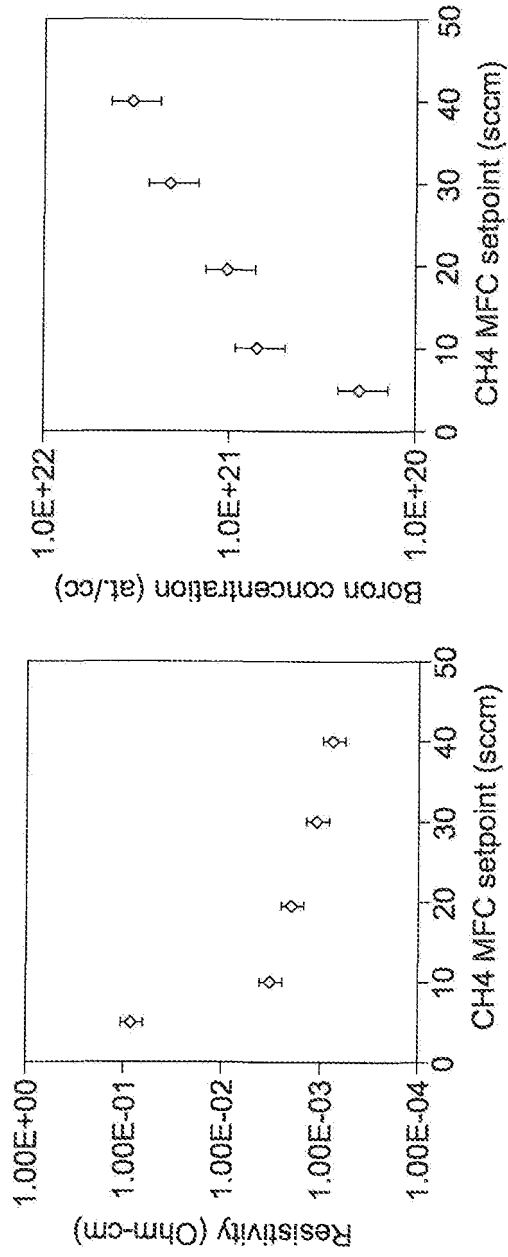 Resistivity (Ohm-cm)
1.00E+00
1.00E-01
1.00E-02
1.00E-03
1.00E-04
0 10 20 30 40 50
CH4 MFC setpoint (sccm)
Boron concentration (at./cc)
1.0E+22
1.0E+21
1.0E+20
0 10 20 30 40 50
CH4 MFC setpoint (sccm)